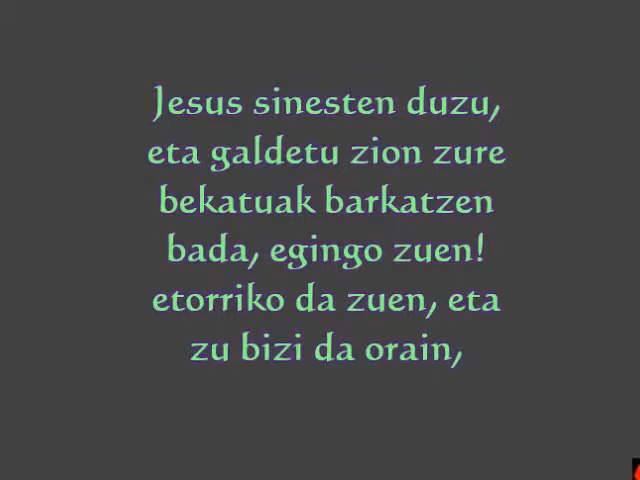 Jesus sinesten duzu,
eta galdetu zion zure
bekatuak barkatzen
bada, egingo zuen!
etorriko da zuen, eta
zu bizi da orain,